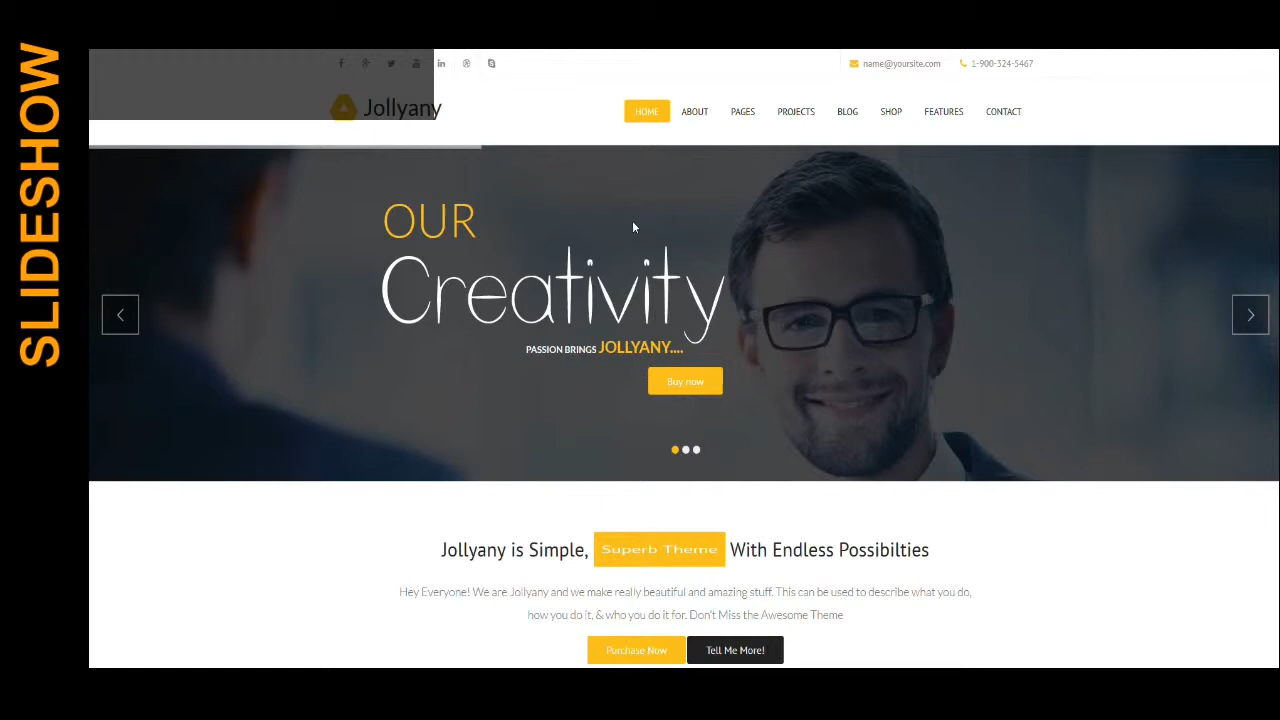 SLIDESHOW
name@yoursite.com 1-900-324-5467
Jollyany
HOME ABOUT PAGES PROJECTS BLOG SHOP FEATURES CONTACT
OUR
Creativity
PASSION BRINGS JOLLYANY....
Buy now
Jollyany is Simple, Superb Theme With Endless Possibilties
Hey Everyone! We are Jollyany and we make really beautiful and amazing stuff. This can be used to describe what you do,
how you do it, & who you do it for. Don't Miss the Awesome Theme
Purchase Now Tell Me More!